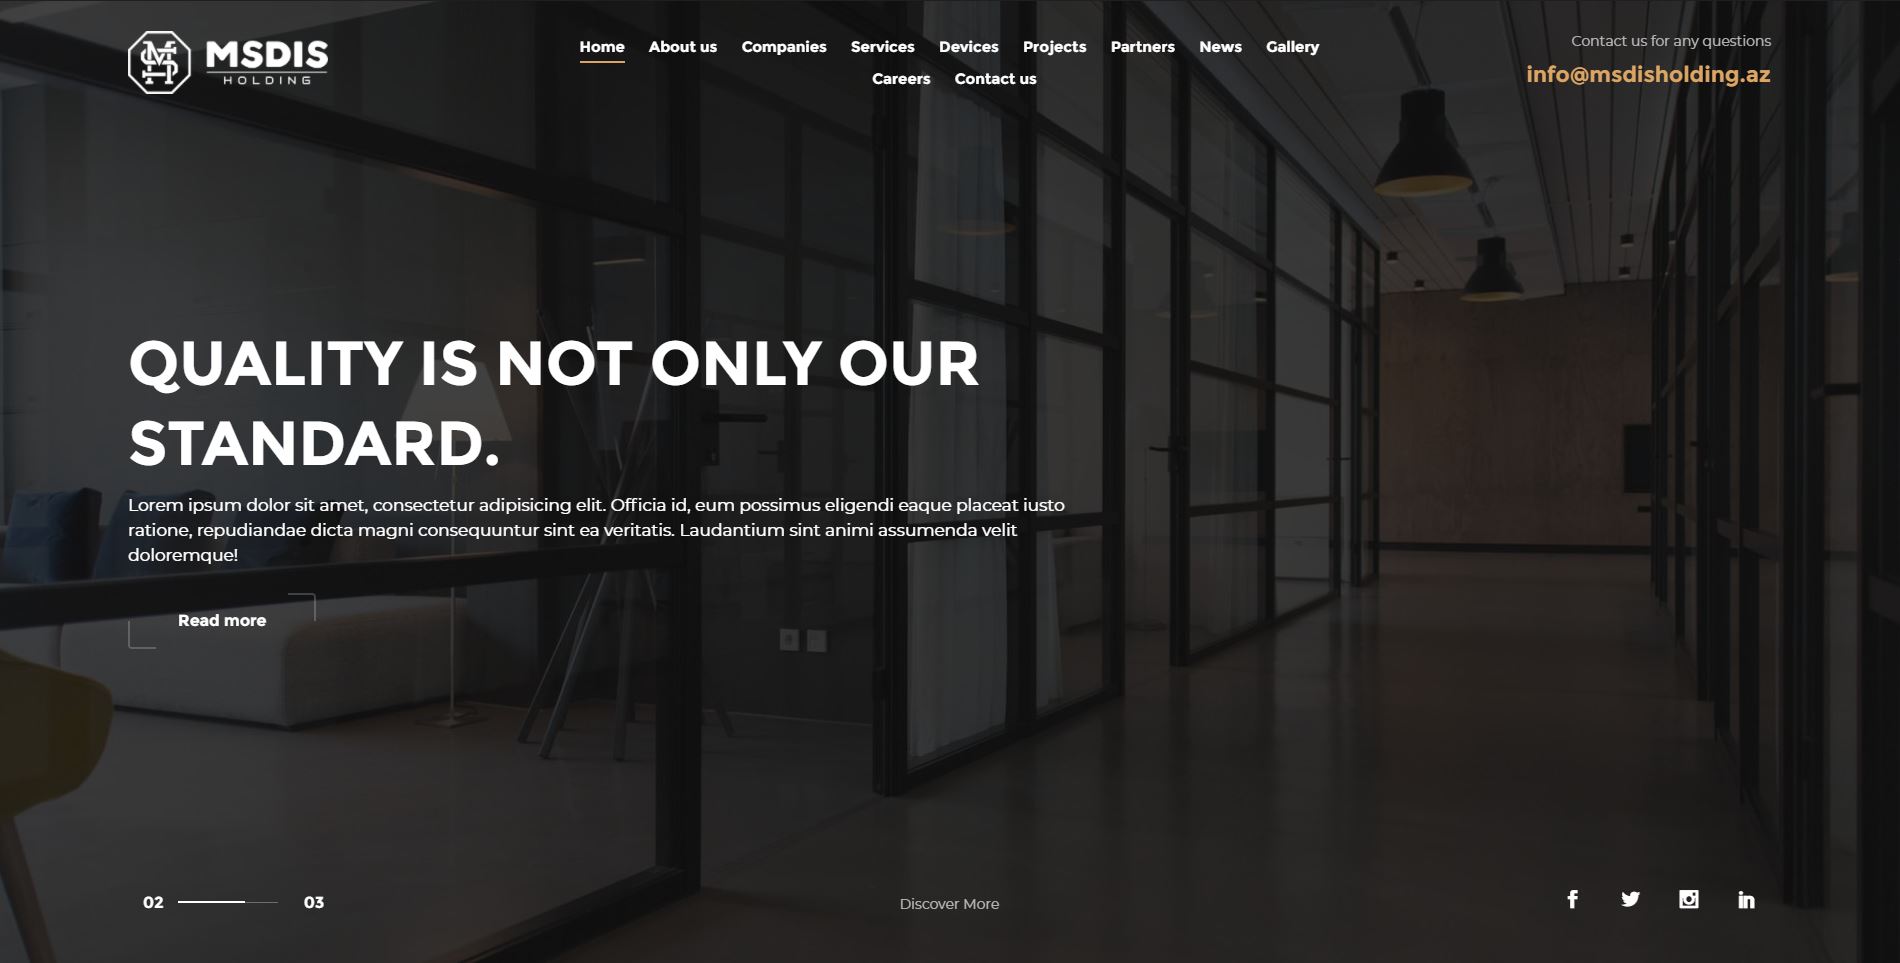 MSDIS
HOLDING
Home About us Companies Services Devices Projects Partners News Gallery
Careers Contact us
Contact us for any questions
info@msdisholding.az
QUALITY IS NOT ONLY OUR
STANDARD.
Lorem ipsum dolor sit amet, consectetur adipisicing elit. Officia id, eum possimus eligendi eaque placeat iusto
ratione, repudiandae dicta magni consequuntur sint ea veritatis. Laudantium sint animi assumenda velit
doloremque!
Read more
02 03
Discover More